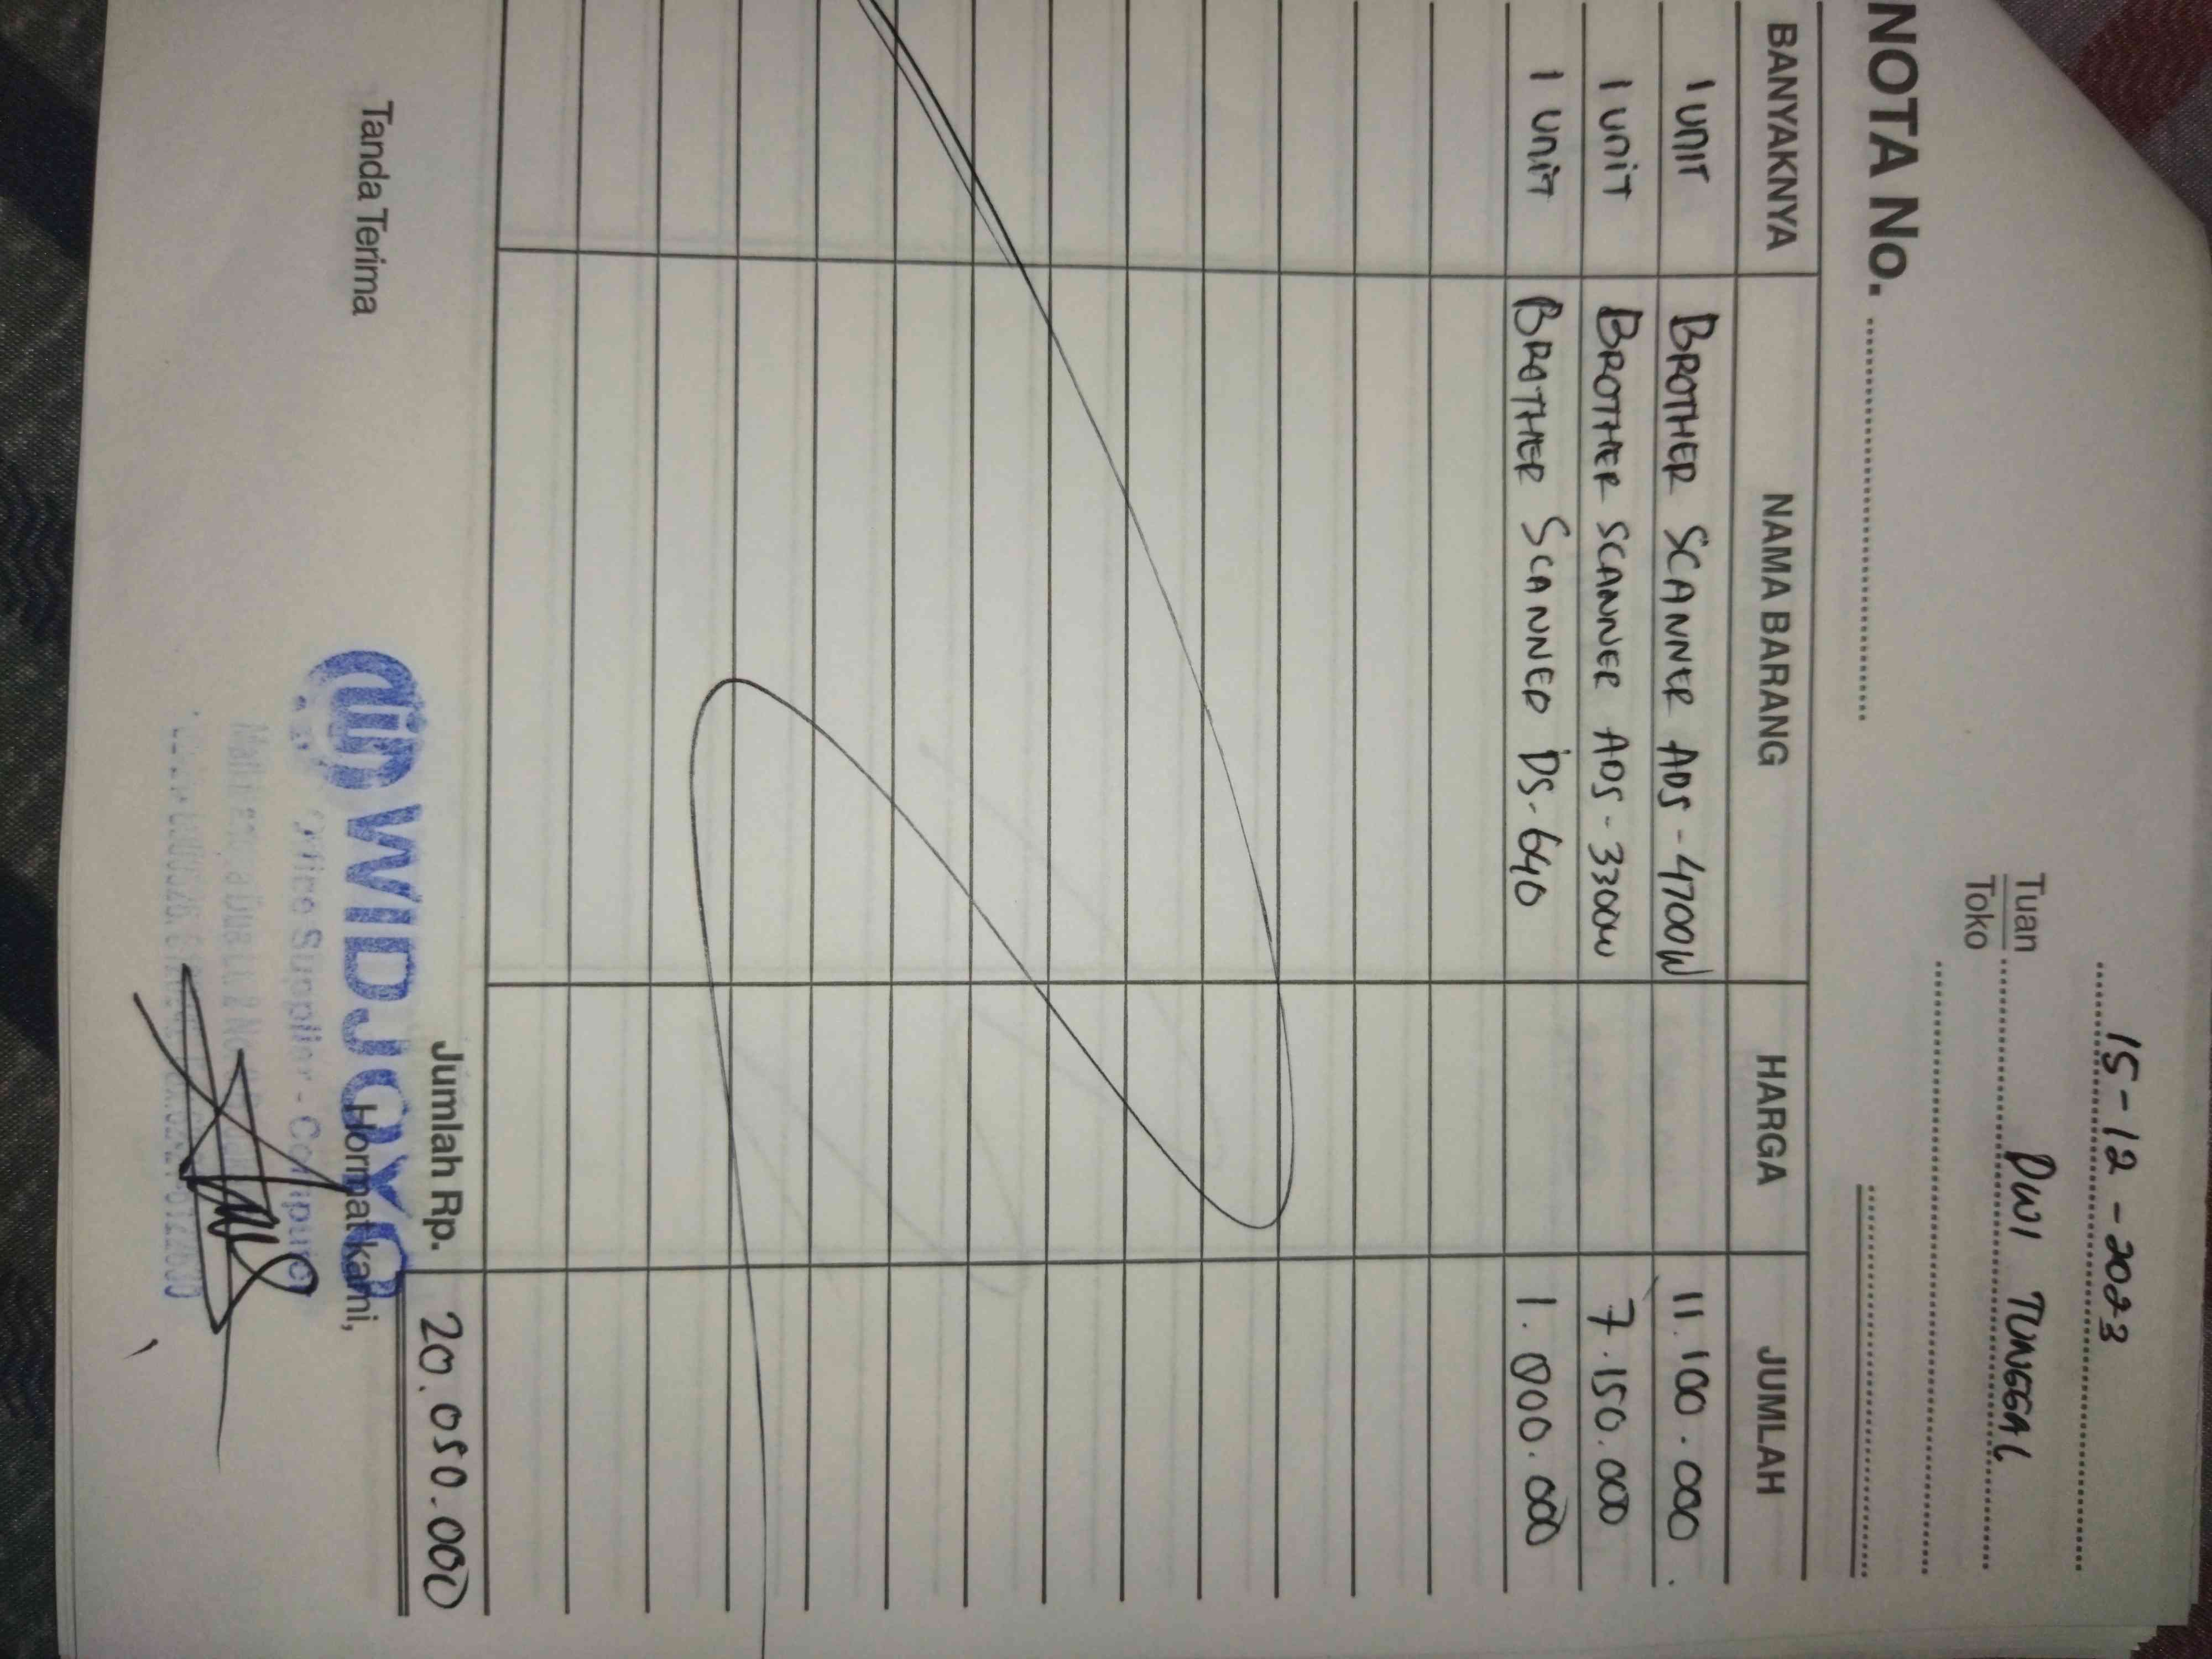 15-12-2023
Tuan DWI TUNGGAL
Toko
NOTA No.
BANYAKNYA NAMA BARANG HARGA JUMLAH
1 UNIT BROTHER SCANNER ADS-4700W 11.100.000
1 UNIT BROTHER SCANNER ADS-3300W 7.150.000
1 UNIT BROTHER SCANNER DS-640 1.000.000
Jumlah Rp. 20.050.000
Tanda Terima Hormat kami,
WIDJOYO
Office Supplier - Computer